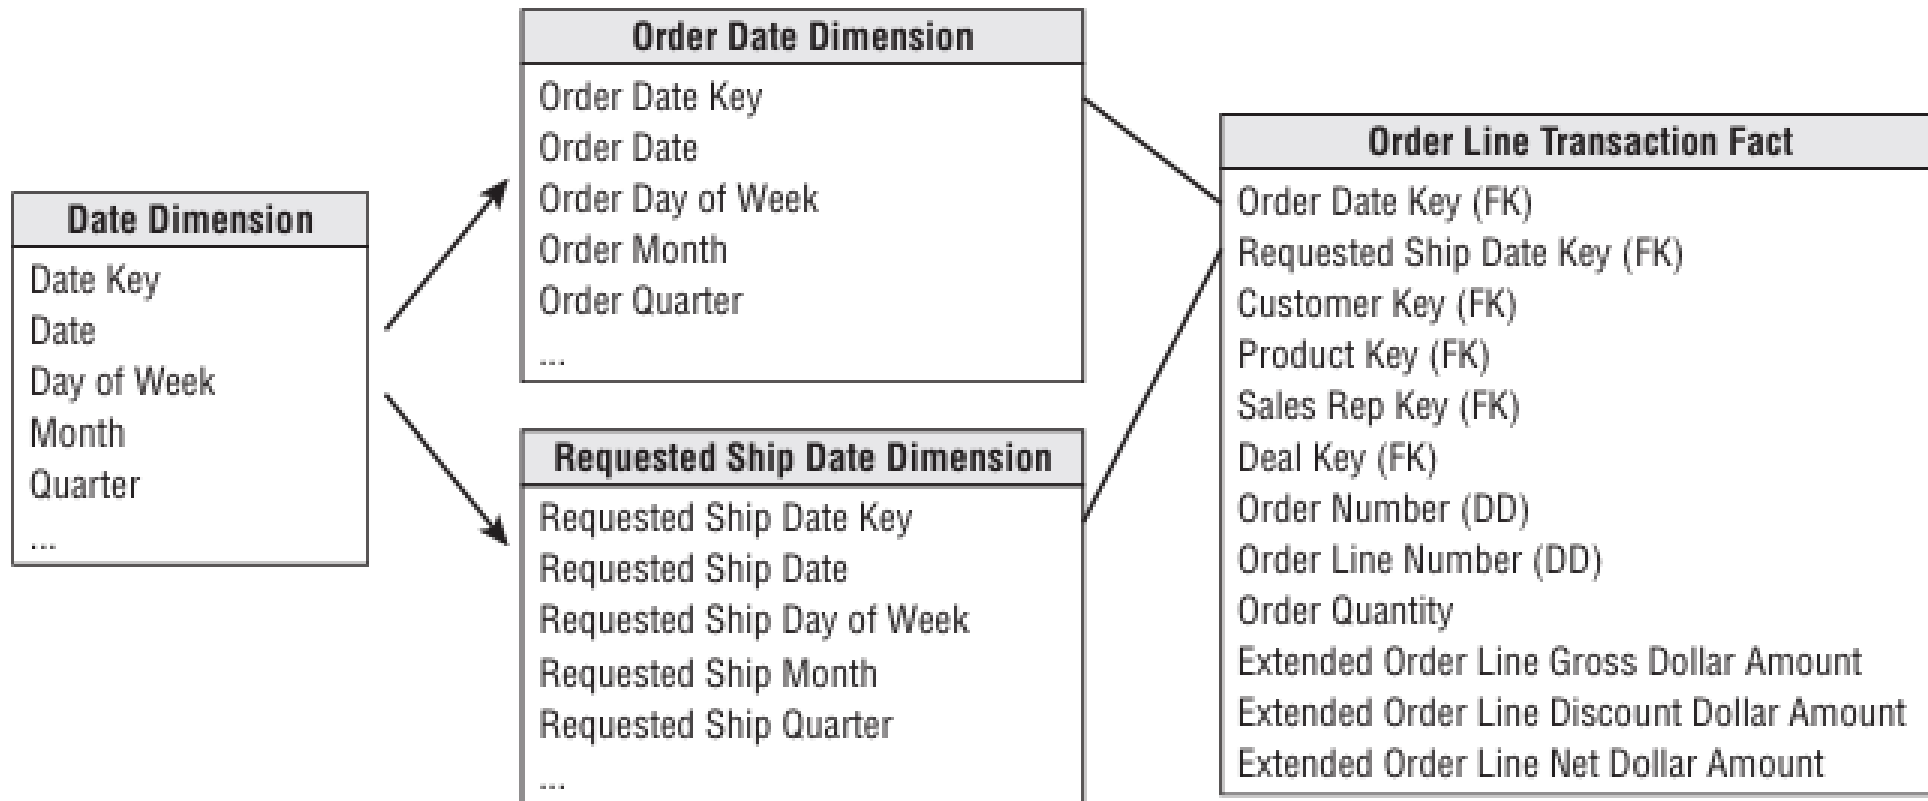 Date Dimension
Date Key
Date
Day of Week
Month
Quarter
...
Order Date Dimension
Order Date Key
Order Date
Order Day of Week
Order Month
Order Quarter
...
Requested Ship Date Dimension
Requested Ship Date Key
Requested Ship Date
Requested Ship Day of Week
Requested Ship Month
Requested Ship Quarter
...
Order Line Transaction Fact
Order Date Key (FK)
Requested Ship Date Key (FK)
Customer Key (FK)
Product Key (FK)
Sales Rep Key (FK)
Deal Key (FK)
Order Number (DD)
Order Line Number (DD)
Order Quantity
Extended Order Line Gross Dollar Amount
Extended Order Line Discount Dollar Amount
Extended Order Line Net Dollar Amount